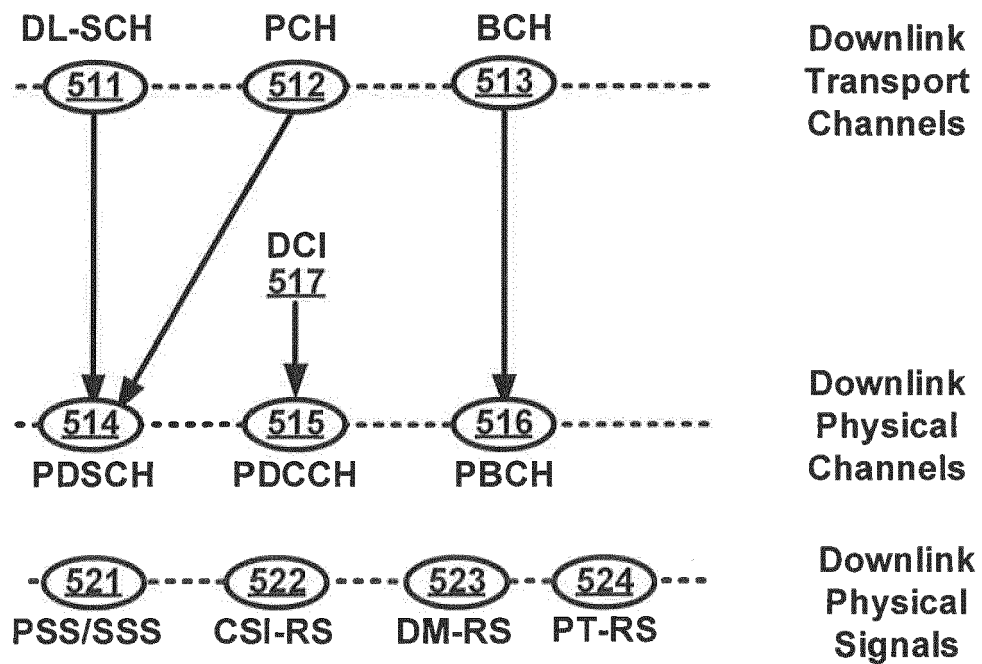 DL-SCH PCH BCH
511 512 513
Downlink
Transport
Channels
DCI
517
514 515 516
PDSCH PDCCH PBCH
Downlink
Physical
Channels
521 522 523 524
PSS/SSS CSI-RS DM-RS PT-RS
Downlink
Physical
Signals